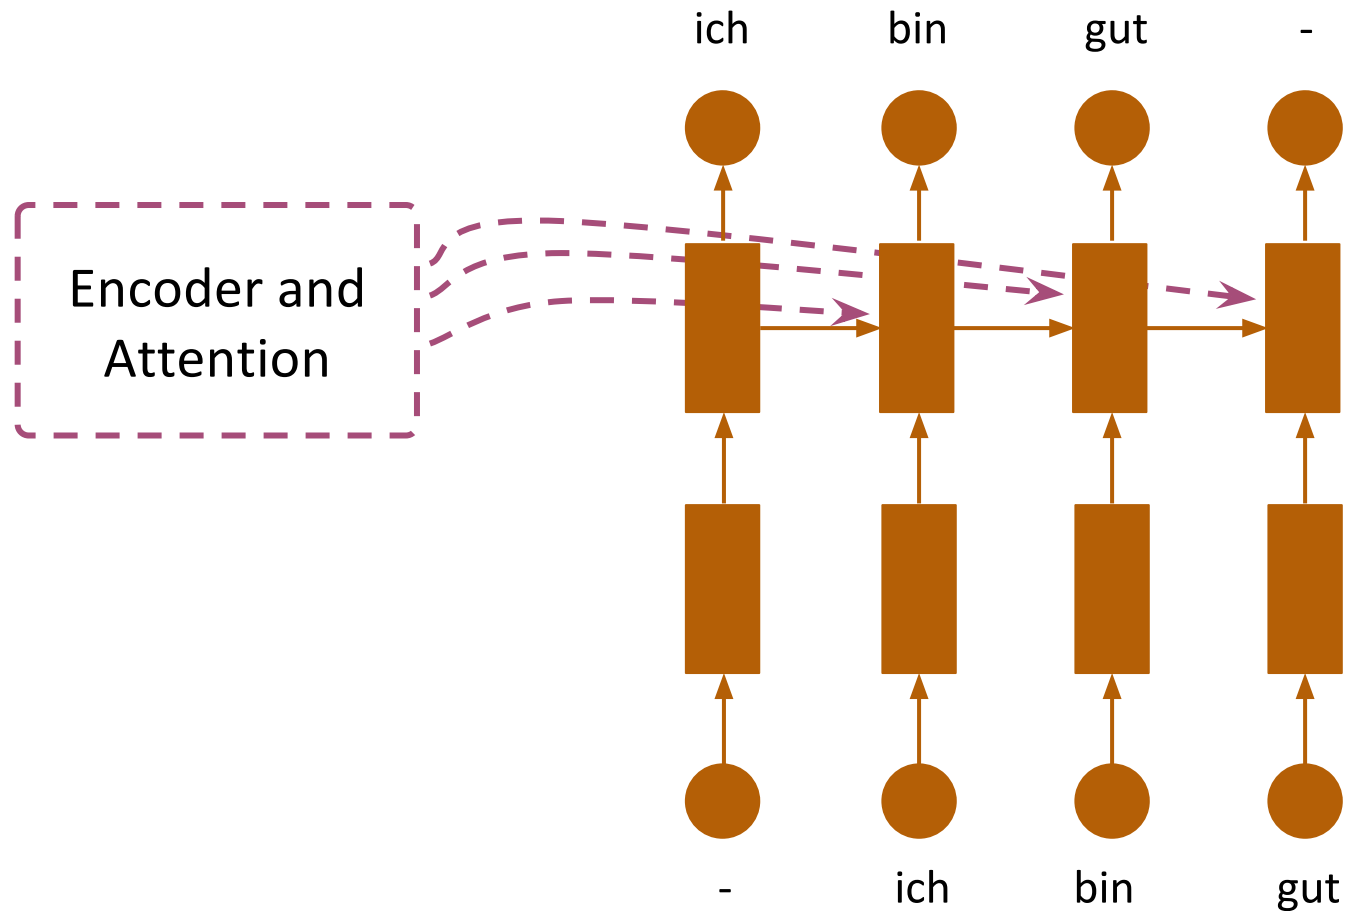 ich bin gut -
Encoder and
Attention
- ich bin gut